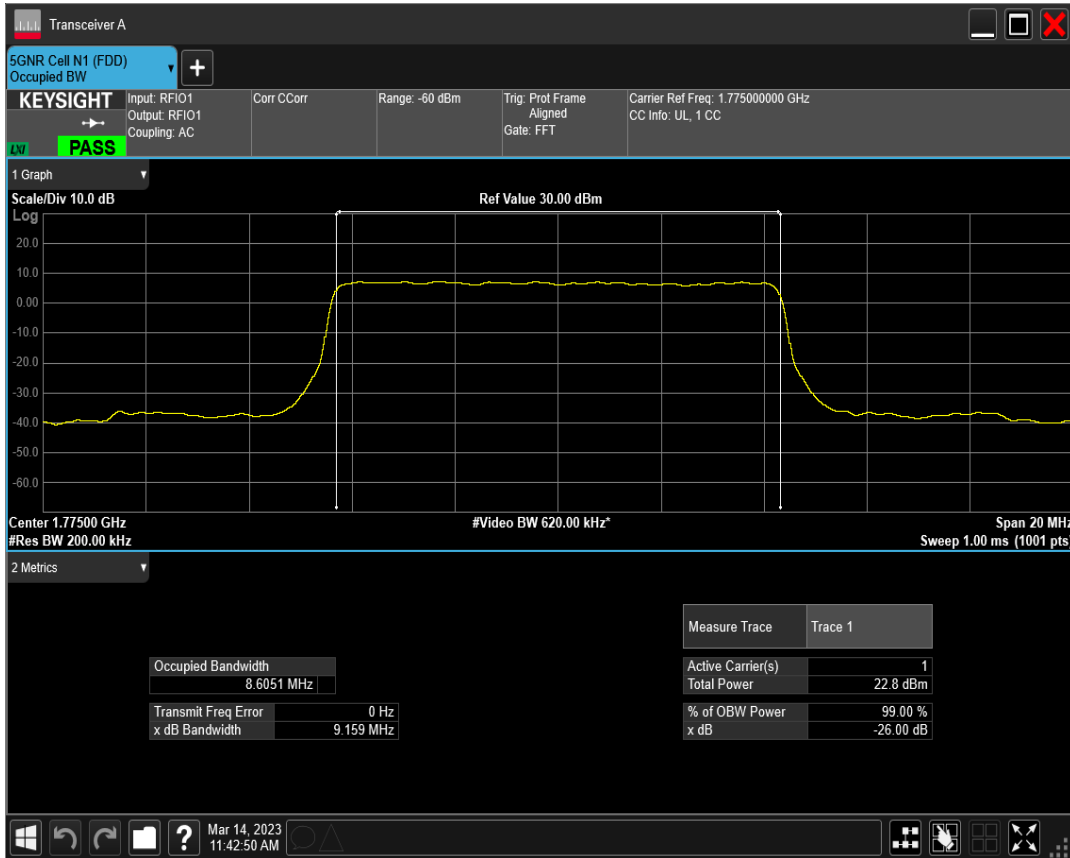 Transceiver A
5GNR Cell N1 (FDD)
Occupied BW
+
KEYSIGHT
LXI
PASS
Input: RFIO1
Output: RFIO1
Coupling: AC
Corr CCorr
Range: -60 dBm
Trig: Prot Frame
Aligned
Gate: FFT
Carrier Ref Freq: 1.775000000 GHz
CC Info: UL, 1 CC
1 Graph
Scale/Div 10.0 dB Ref Value 30.00 dBm
Log
20.0
10.0
0.00
-10.0
-20.0
-30.0
-40.0
-50.0
-60.0
Center 1.77500 GHz #Video BW 620.00 kHz* Span 20 MHz
#Res BW 200.00 kHz Sweep 1.00 ms (1001 pts)
2 Metrics
Measure Trace Trace 1
Occupied Bandwidth
8.6051 MHz
Transmit Freq Error 0 Hz
x dB Bandwidth 9.159 MHz
Active Carrier(s) 1
Total Power 22.8 dBm
% of OBW Power 99.00 %
x dB -26.00 dB
?
Mar 14, 2023
11:42:50 AM